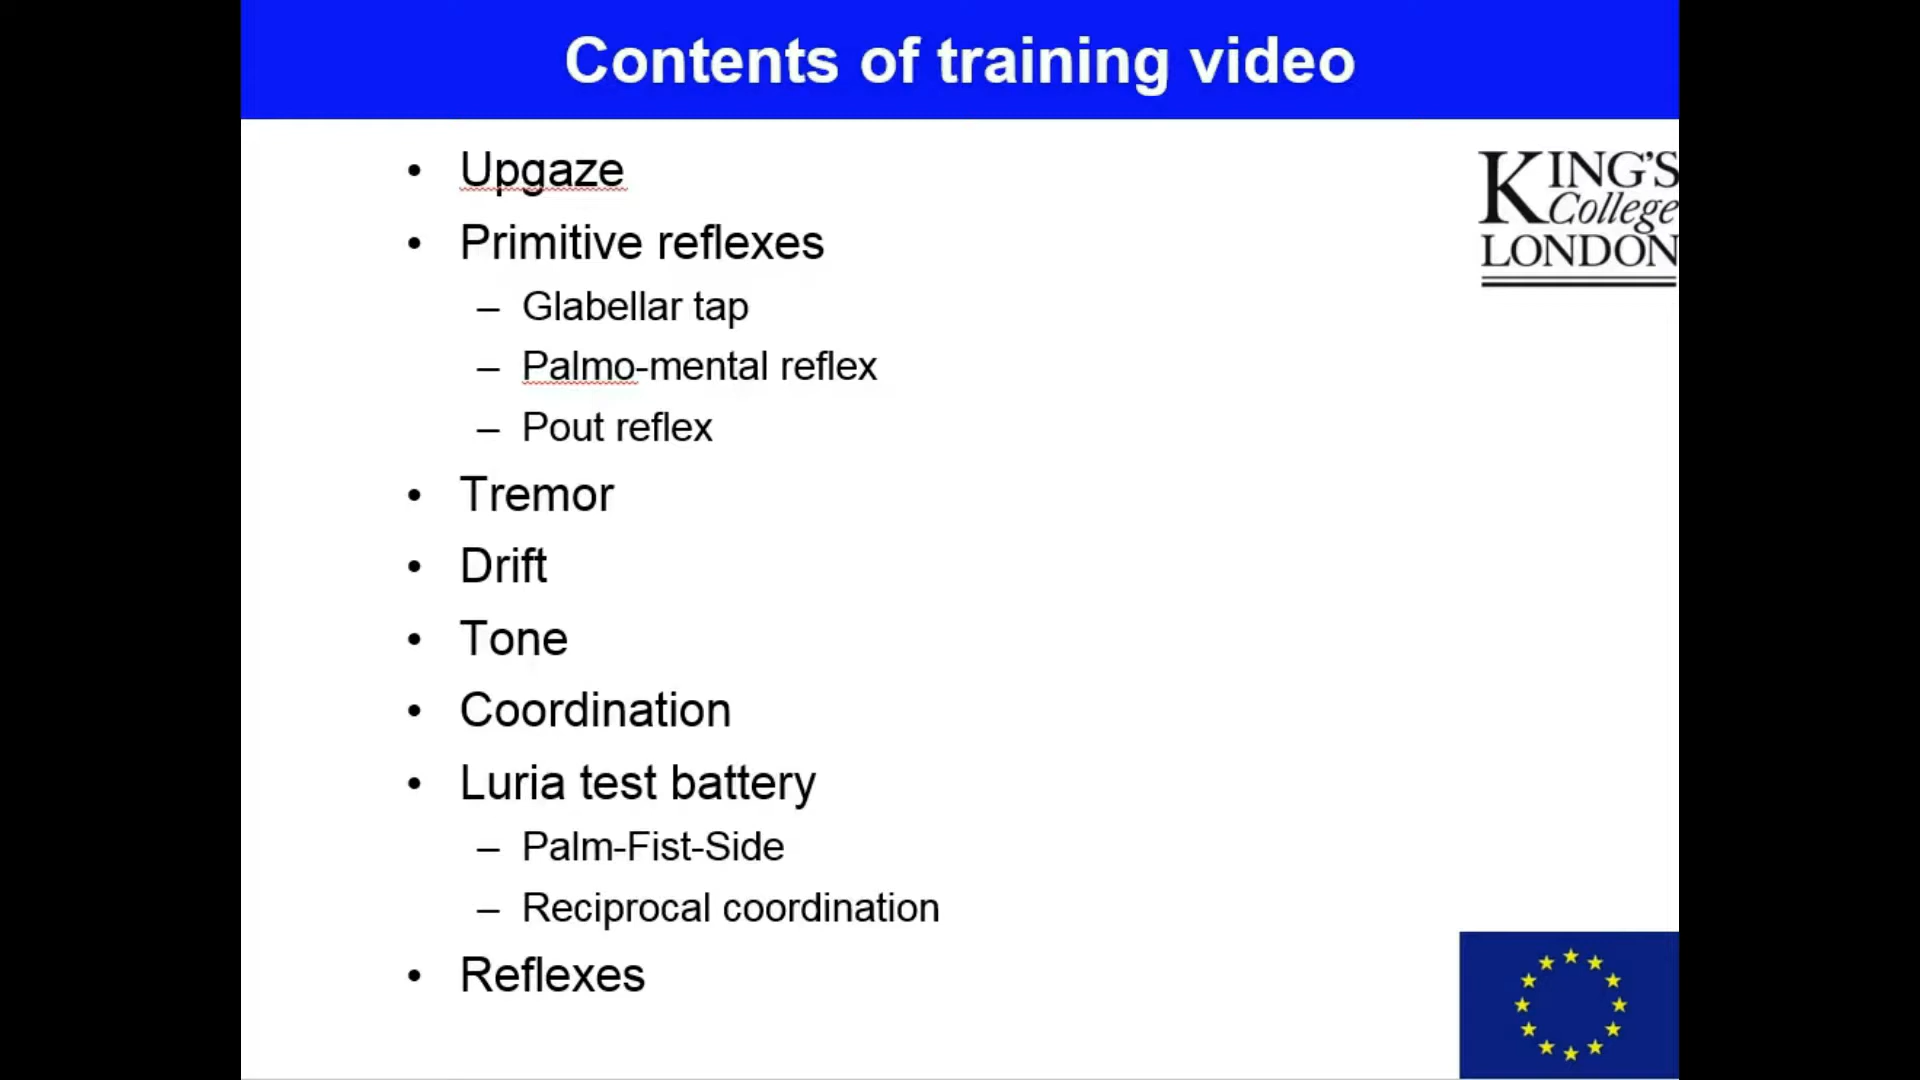 Contents of training video
• Upgaze
• Primitive reflexes
– Glabellar tap
– Palmo-mental reflex
– Pout reflex
• Tremor
• Drift
• Tone
• Coordination
• Luria test battery
– Palm-Fist-Side
– Reciprocal coordination
• Reflexes
KING'S
College
LONDON